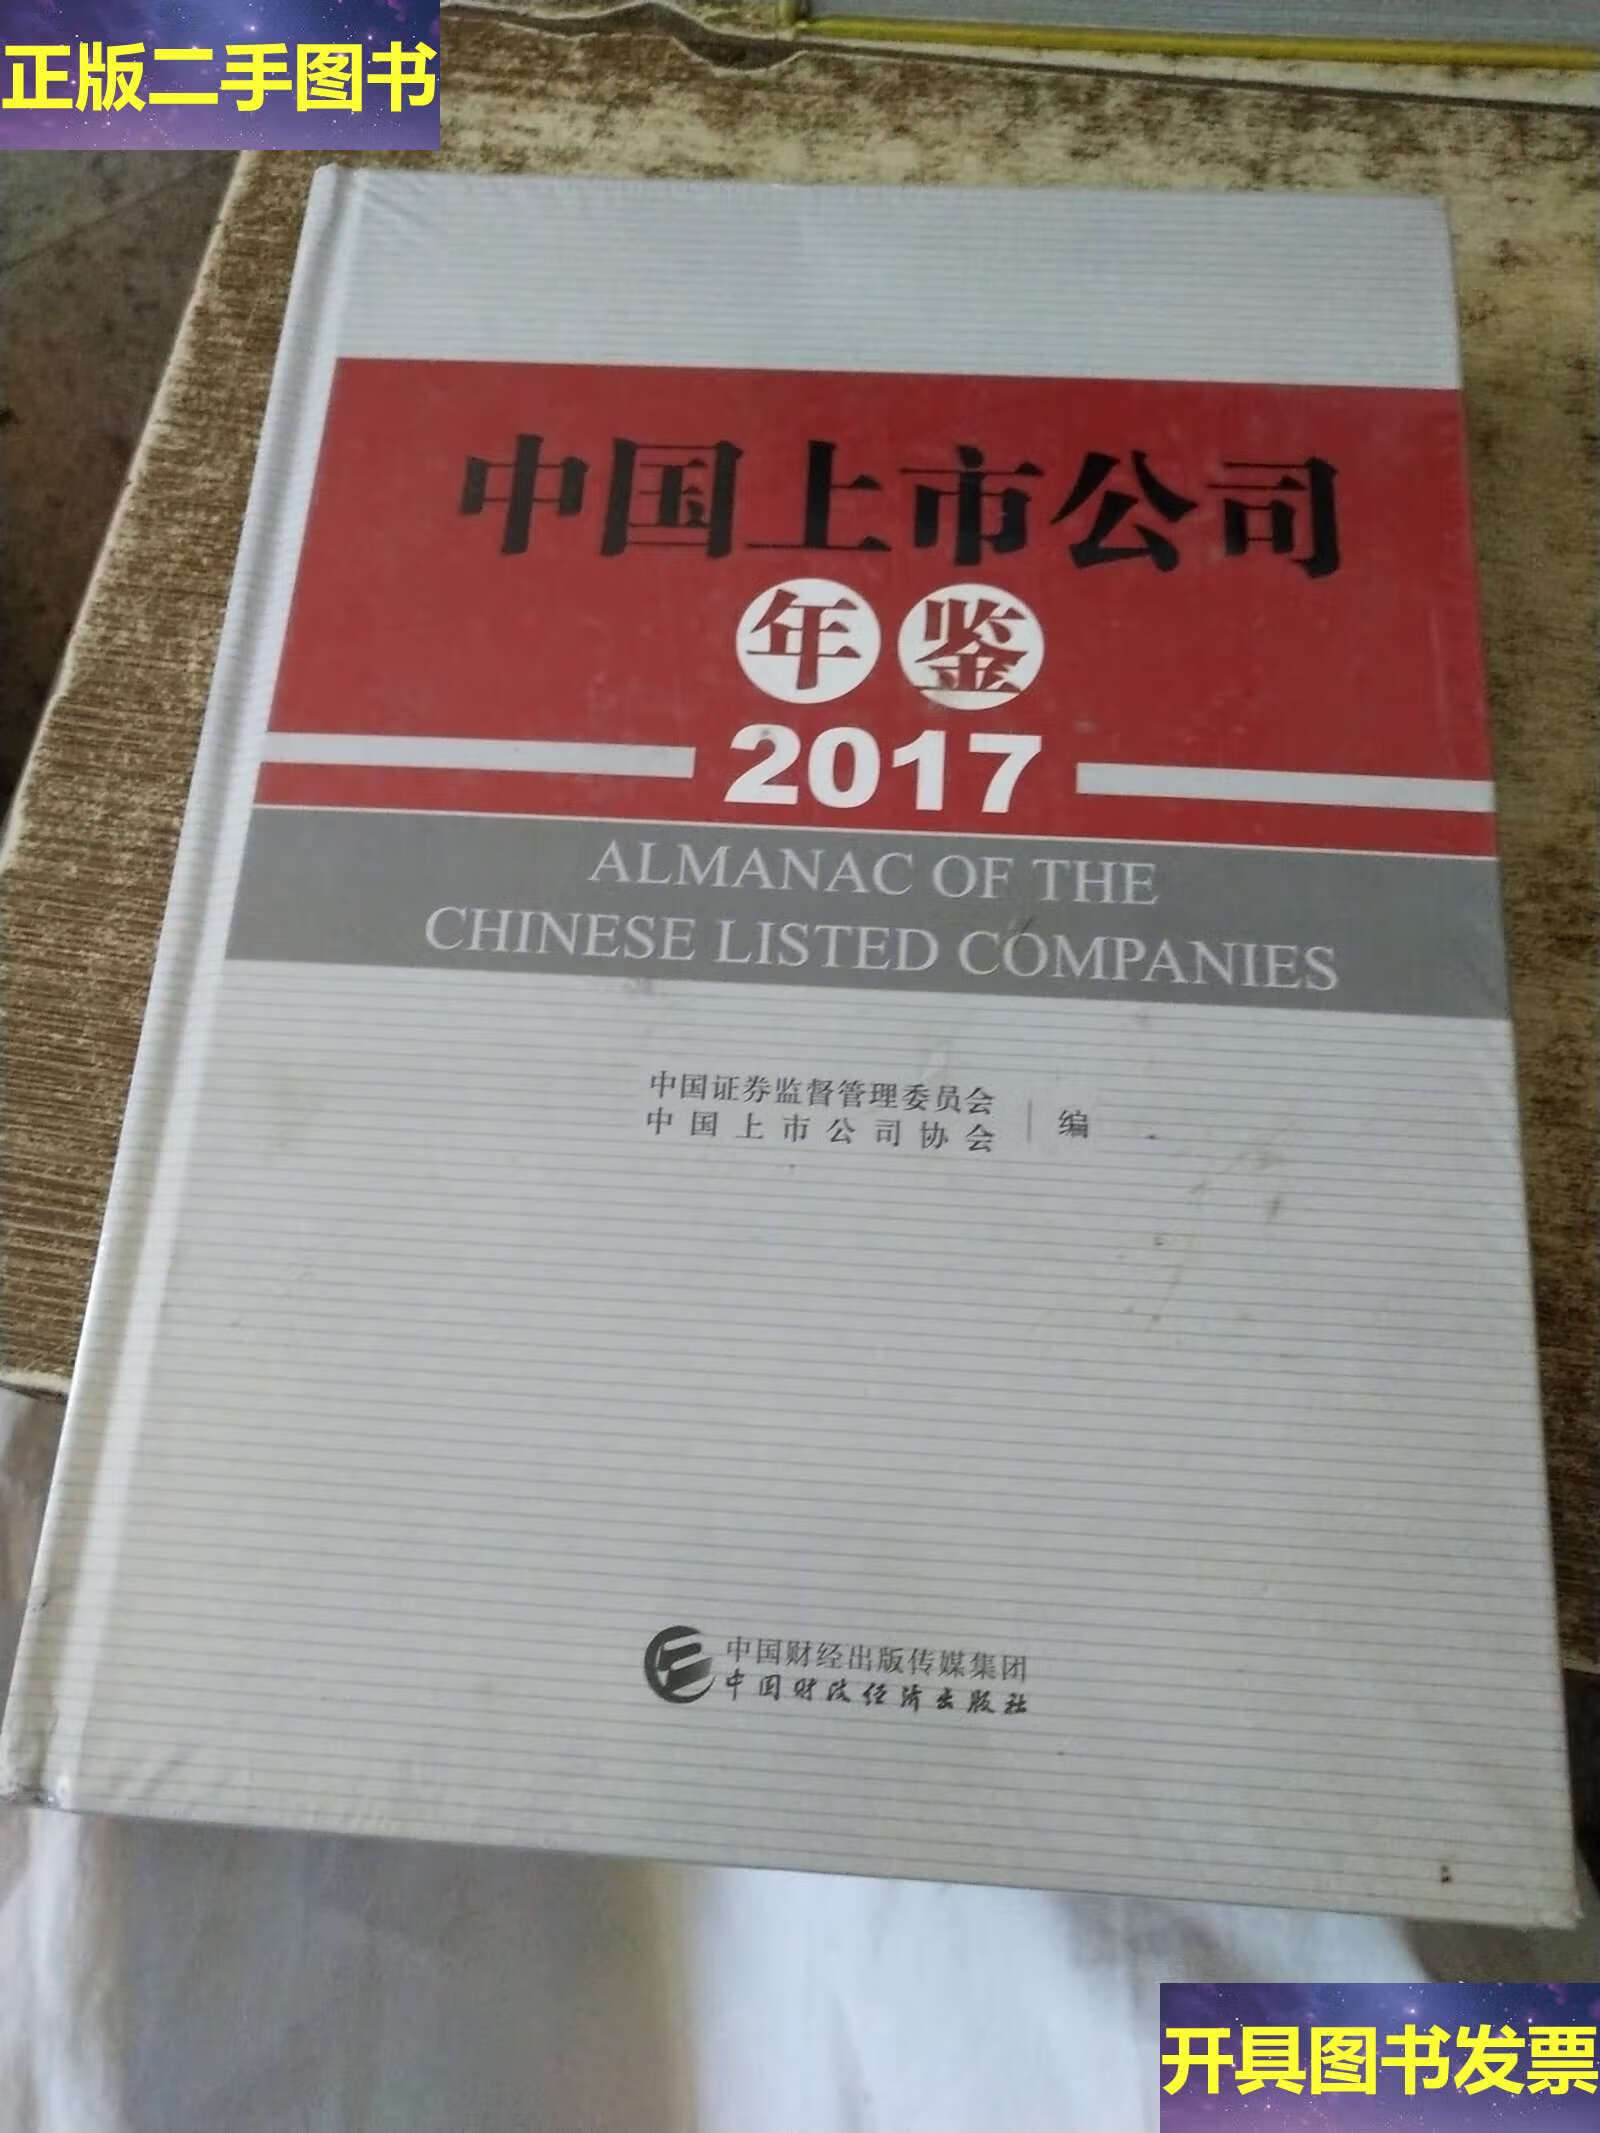 正版二手图书
中国上市公司
年鉴
2017
ALMANAC OF THE
CHINESE LISTED COMPANIES
中国证券监督管理委员会
中国上市公司协会
编
中国财经出版传媒集团
中国财政经济出版社
开具图书发票